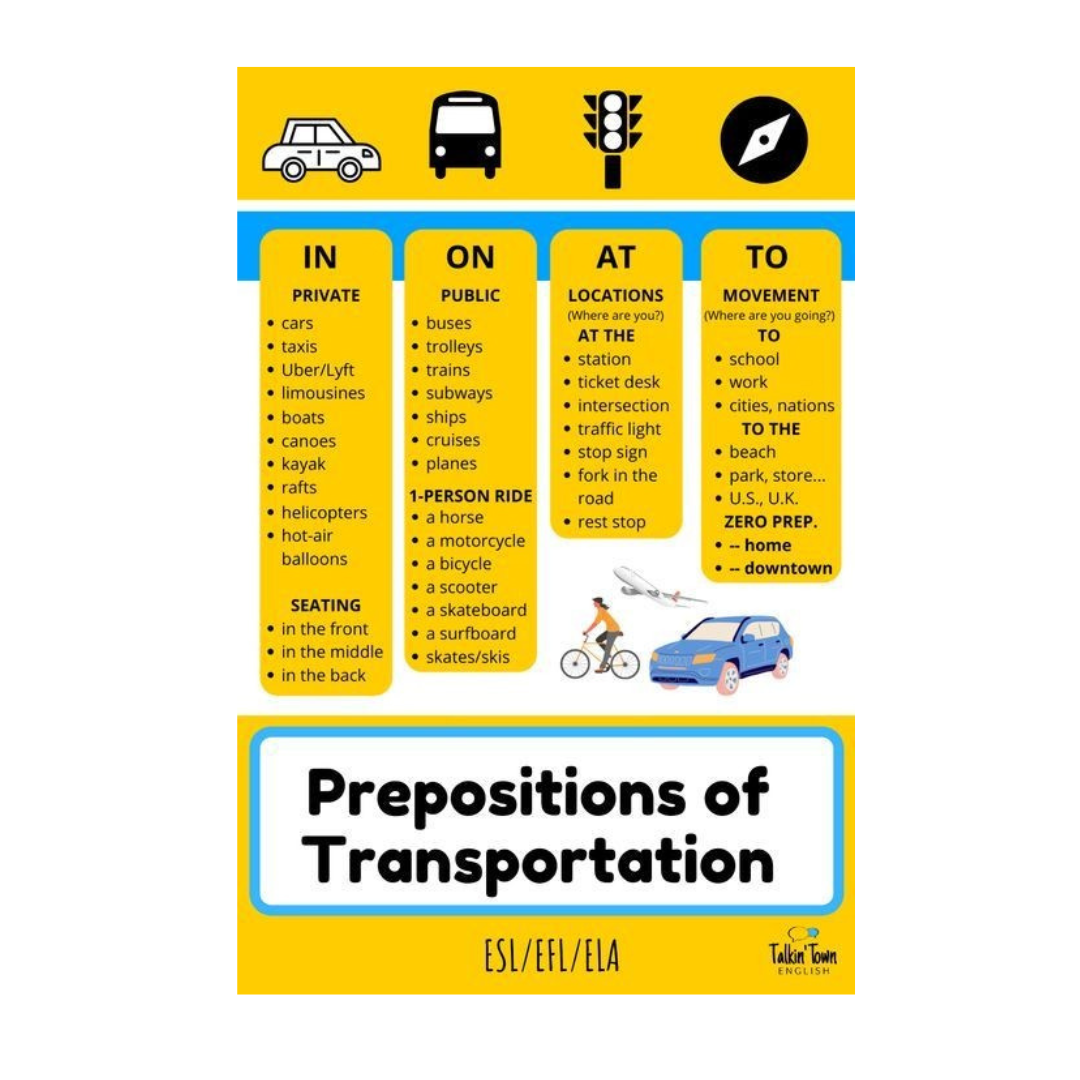 IN
PRIVATE
• cars
• taxis
• Uber/Lyft
• limousines
• boats
• canoes
• kayak
• rafts
• helicopters
• hot-air
balloons
SEATING
• in the front
• in the middle
• in the back
ON
PUBLIC
• buses
• trolleys
• trains
• subways
• ships
• cruises
• planes
1-PERSON RIDE
• a horse
• a motorcycle
• a bicycle
• a scooter
• a skateboard
• a surfboard
• skates/skis
AT
LOCATIONS
(Where are you?)
AT THE
• station
• ticket desk
• intersection
• traffic light
• stop sign
• fork in the
road
• rest stop
TO
MOVEMENT
(Where are you going?)
TO
• school
• work
• cities, nations
TO THE
• beach
• park, store...
• U.S., U.K.
ZERO PREP.
• -- home
• -- downtown
Prepositions of
Transportation
ESL/EFL/ELA
Talkin' Town
ENGLISH